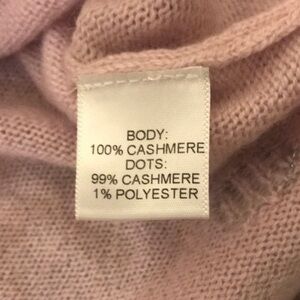 BODY:
100% CASHMERE
DOTS:
99% CASHMERE
1% POLYESTER